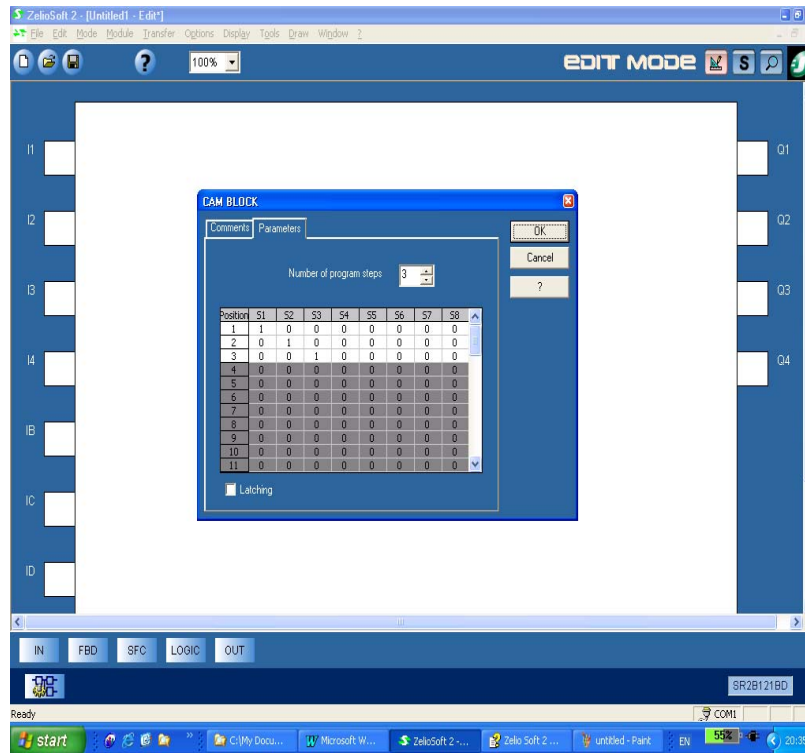 ZelioSoft 2 - [Untitled1 - Edit*]
File Edit Mode Module Transfer Options Display Tools Draw Window ?
? 100% EDIT MODE S
I1 Q1
I2 Q2
I3 Q3
I4 Q4
IB
IC
ID
CAM BLOCK
Comments Parameters
OK
Cancel
?
Number of program steps 3
Position S1 S2 S3 S4 S5 S6 S7 S8
1 1 0 0 0 0 0 0 0
2 0 1 0 0 0 0 0 0
3 0 0 1 0 0 0 0 0
4 0 0 0 0 0 0 0 0
5 0 0 0 0 0 0 0 0
6 0 0 0 0 0 0 0 0
7 0 0 0 0 0 0 0 0
8 0 0 0 0 0 0 0 0
9 0 0 0 0 0 0 0 0
10 0 0 0 0 0 0 0 0
11 0 0 0 0 0 0 0 0
Latching
IN FBD SFC LOGIC OUT
SR2B121BD
Ready COM1
start C:\My Docu... Microsoft W... ZelioSoft 2 -... Zelio Soft 2 ... untitled - Paint EN 55% 20:35